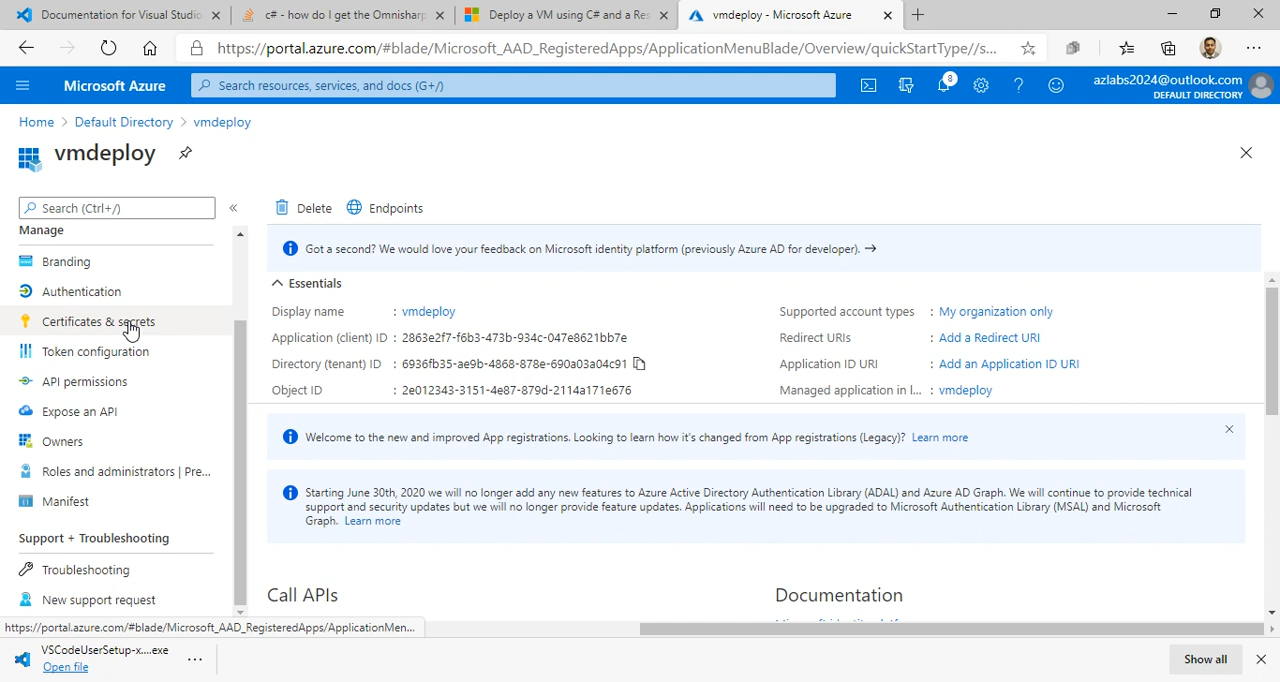 Documentation for Visual Studio
c# - how do I get the Omnisharp
Deploy a VM using C# and a Res
vmdeploy - Microsoft Azure
https://portal.azure.com/#blade/Microsoft_AAD_RegisteredApps/ApplicationMenuBlade/Overview/quickStartType//s...
Microsoft Azure
Search resources, services, and docs (G+/)
8
azlabs2024@outlook.com
DEFAULT DIRECTORY
Home > Default Directory > vmdeploy
vmdeploy
Search (Ctrl+/)
«
Manage
Branding
Authentication
Certificates & secrets
Token configuration
API permissions
Expose an API
Owners
Roles and administrators | Pre...
Manifest
Support + Troubleshooting
Troubleshooting
New support request
Delete
Endpoints
Got a second? We would love your feedback on Microsoft identity platform (previously Azure AD for developer). →
Essentials
Display name : vmdeploy
Application (client) ID : 2863e2f7-f6b3-473b-934c-047e8621bb7e
Directory (tenant) ID : 6936fb35-ae9b-4868-878e-690a03a04c91
Object ID : 2e012343-3151-4e87-879d-2114a171e676
Supported account types : My organization only
Redirect URIs : Add a Redirect URI
Application ID URI : Add an Application ID URI
Managed application in l... : vmdeploy
Welcome to the new and improved App registrations. Looking to learn how it's changed from App registrations (Legacy)? Learn more
Starting June 30th, 2020 we will no longer add any new features to Azure Active Directory Authentication Library (ADAL) and Azure AD Graph. We will continue to provide technical
support and security updates but we will no longer provide feature updates. Applications will need to be upgraded to Microsoft Authentication Library (MSAL) and Microsoft
Graph. Learn more
Call APIs
Documentation
https://portal.azure.com/#blade/Microsoft_AAD_RegisteredApps/ApplicationMen...
VSCodeUserSetup-x....exe
Open file
Show all